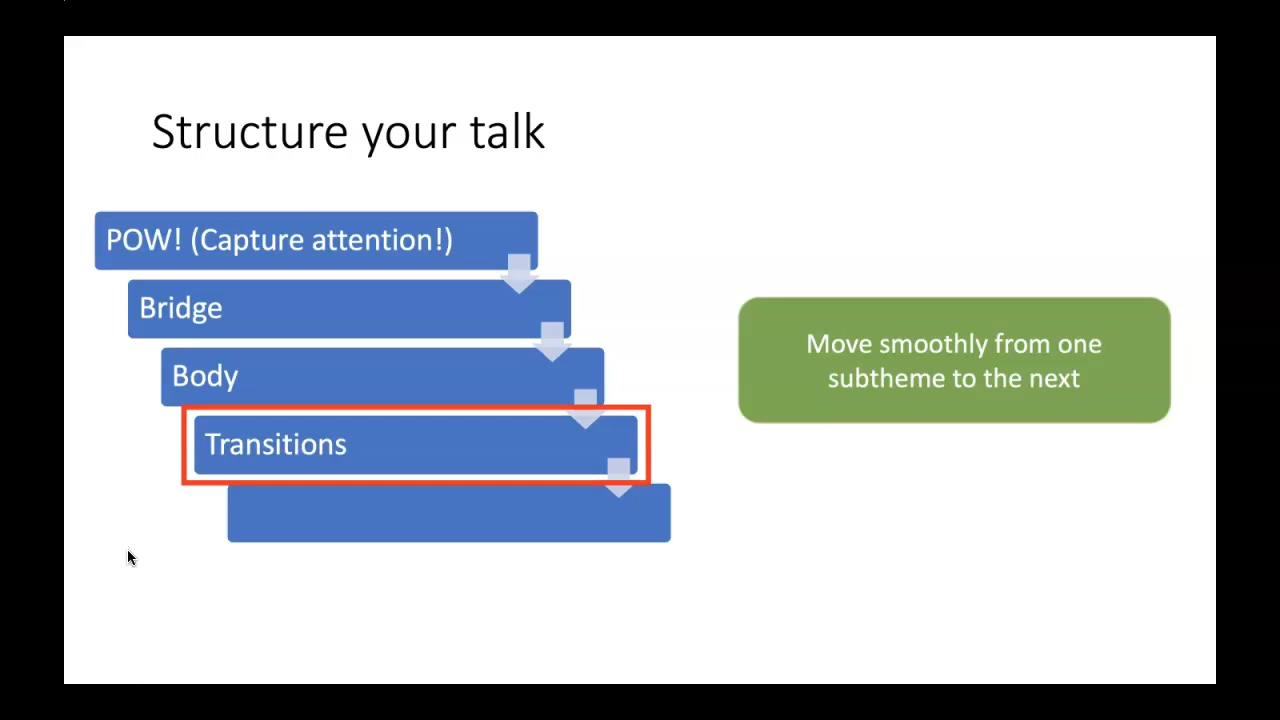 Structure your talk
POW! (Capture attention!)
Bridge
Body
Transitions
Move smoothly from one
subtheme to the next